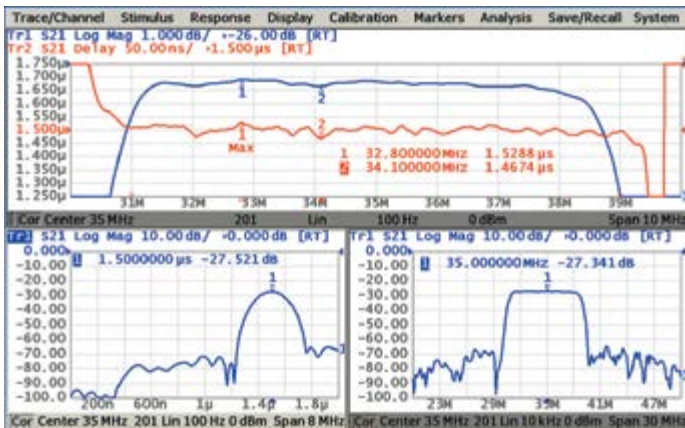 Trace/Channel Stimulus Response Display Calibration Markers Analysis Save/Recall System
Tr1 S21 Log Mag 1.000dB/ ▸-26.00dB [RT]
Tr2 S21 Delay 50.00ns/ ▸1.500µs [RT]
1.750µ
1.700µ
1.650µ
1.600µ
1.550µ
1.500µ
1.450µ
1.400µ
1.350µ
1.300µ
1.250µ
1
2
1
Max
2
1 32.800000MHz 1.5288 µs
2 34.100000MHz 1.4674 µs
31M 32M 33M 34M 35M 36M 37M 38M 39M
Cor Center 35 MHz 201 Lin 100 Hz 0 dBm Span 10 MHz
Tr1 S21 Log Mag 10.00dB/ ▸0.000dB [RT]
0.000
-10.00
-20.00
-30.00
-40.00
-50.00
-60.00
-70.00
-80.00
-90.00
-100.0
1 1.5000000 µs -27.521 dB
1
200n 600n 1µ 1.4µ 1.8µ
Cor Center 35 MHz 201 Lin 100 Hz 0 dBm Span 8 MHz
Tr1 S21 Log Mag 10.00dB/ ▸0.000dB [RT]
0.000
-10.00
-20.00
-30.00
-40.00
-50.00
-60.00
-70.00
-80.00
-90.00
-100.0
1 35.000000MHz -27.341 dB
1
23M 29M 35M 41M 47M
Cor Center 35 MHz 201 Lin 10 kHz 0 dBm Span 30 MHz